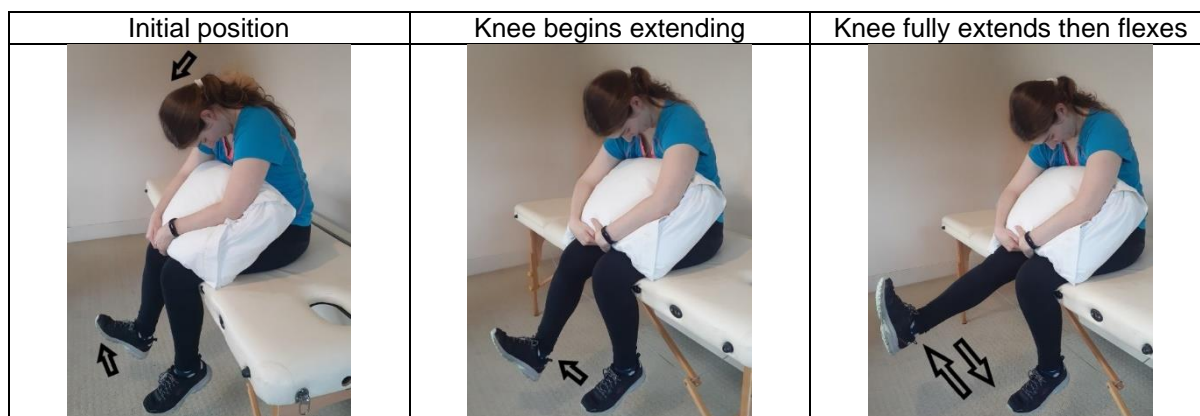 Initial position
Knee begins extending
Knee fully extends then flexes